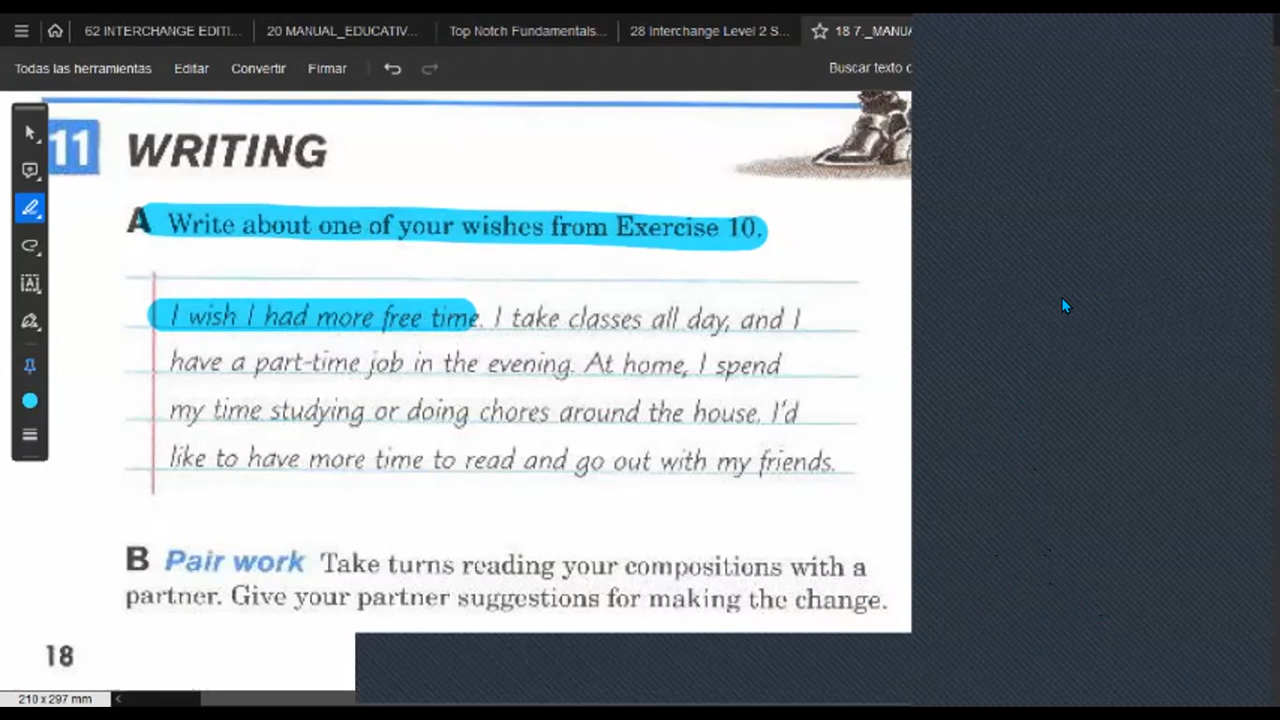 62 INTERCHANGE EDITI... 20 MANUAL_EDUCATIV... Top Notch Fundamentals... 28 Interchange Level 2 S... 18 7._MANUA
Todas las herramientas Editar Convertir Firmar Buscar texto o
11 WRITING
A Write about one of your wishes from Exercise 10.
I wish I had more free time. I take classes all day, and I
have a part-time job in the evening. At home, I spend
my time studying or doing chores around the house. I'd
like to have more time to read and go out with my friends.
B Pair work Take turns reading your compositions with a
partner. Give your partner suggestions for making the change.
18
210 x 297 mm